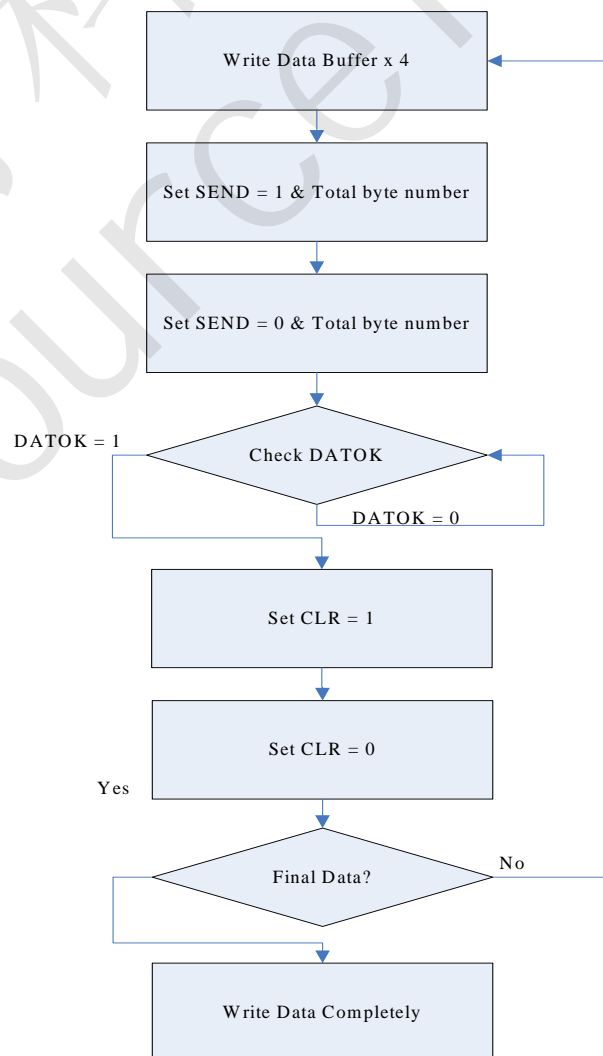 Write Data Buffer x 4
Set SEND = 1 & Total byte number
Set SEND = 0 & Total byte number
DATOK = 1
Check DATOK
DATOK = 0
Set CLR = 1
Set CLR = 0
Yes
No
Final Data?
Write Data Completely